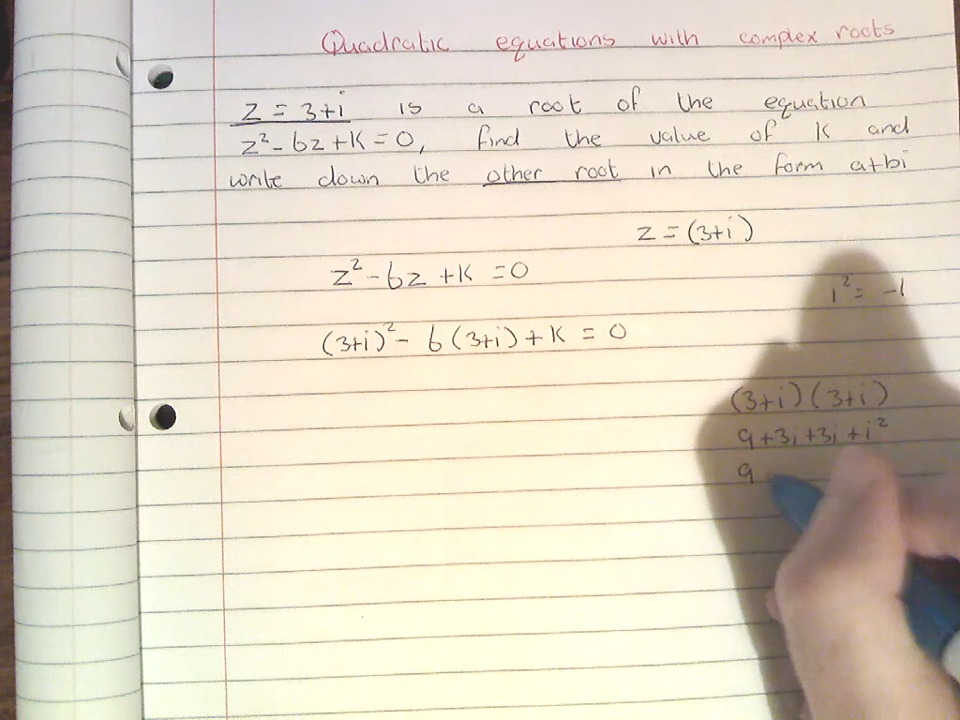 Quadratic equations with complex roots
z = 3+i is a root of the equation
z² - 6z + K = 0, find the value of K and
write down the other root in the form a+bi
z = (3+i)
z² - 6z + K = 0
i² = -1
(3+i)² - 6(3+i) + K = 0
(3+i)(3+i)
9 + 3i + 3i + i²
9